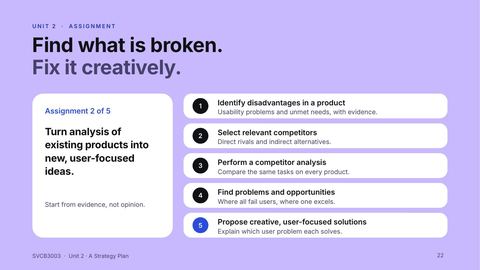 UNIT 2 · ASSIGNMENT
Find what is broken.
Fix it creatively.
Assignment 2 of 5
Turn analysis of
existing products into
new, user-focused
ideas.
Start from evidence, not opinion.
1
Identify disadvantages in a product
Usability problems and unmet needs, with evidence.
2
Select relevant competitors
Direct rivals and indirect alternatives.
3
Perform a competitor analysis
Compare the same tasks on every product.
4
Find problems and opportunities
Where all fail users, where one excels.
5
Propose creative, user-focused solutions
Explain which user problem each solves.
SVCB3003 · Unit 2 · A Strategy Plan
22